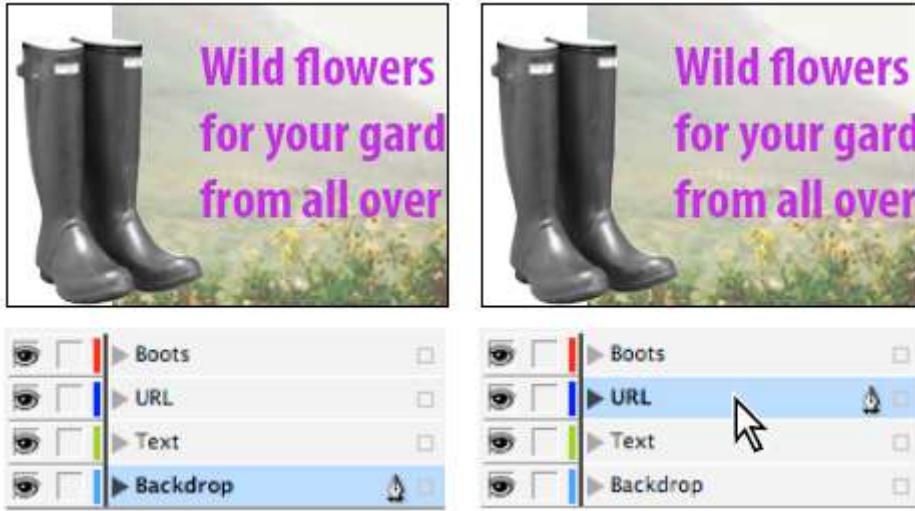 Wild flowers
for your gard
from all over
Boots
URL
Text
Backdrop
Wild flowers
for your gard
from all over
Boots
URL
Text
Backdrop